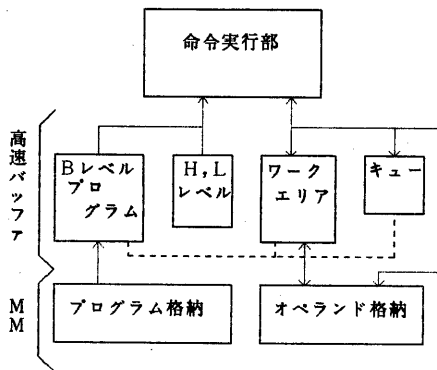 命令実行部
高速バッファ
Bレベル
プロ
グラム
H,L
レベル
ワーク
エリア
キュー
MM
プログラム格納
オペランド格納